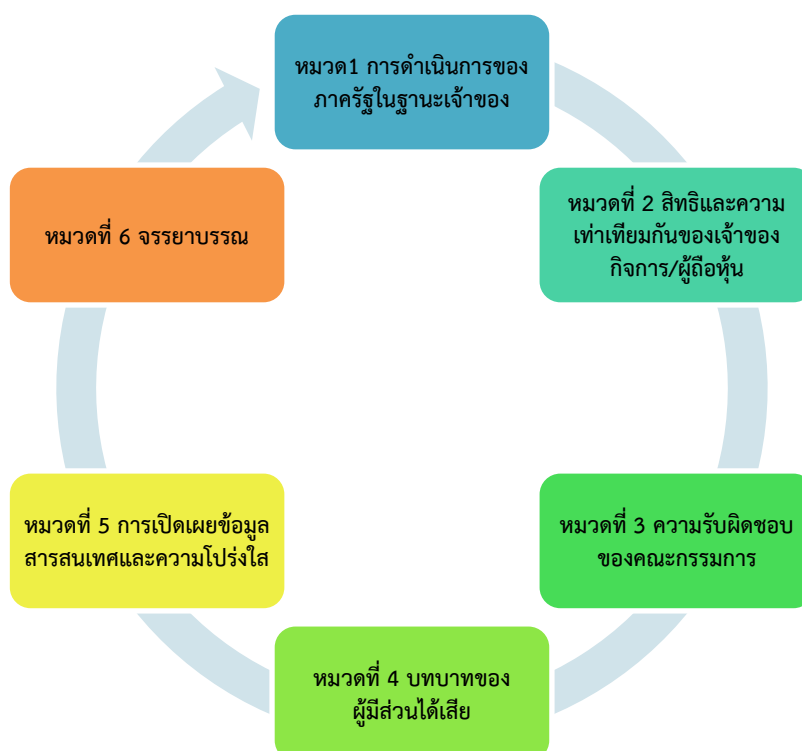 หมวด1 การดำเนินการของ
ภาครัฐในฐานะเจ้าของ
หมวดที่ 2 สิทธิและความ
เท่าเทียมกันของเจ้าของ
กิจการ/ผู้ถือหุ้น
หมวดที่ 3 ความรับผิดชอบ
ของคณะกรรมการ
หมวดที่ 4 บทบาทของ
ผู้มีส่วนได้เสีย
หมวดที่ 5 การเปิดเผยข้อมูล
สารสนเทศและความโปร่งใส
หมวดที่ 6 จรรยาบรรณ